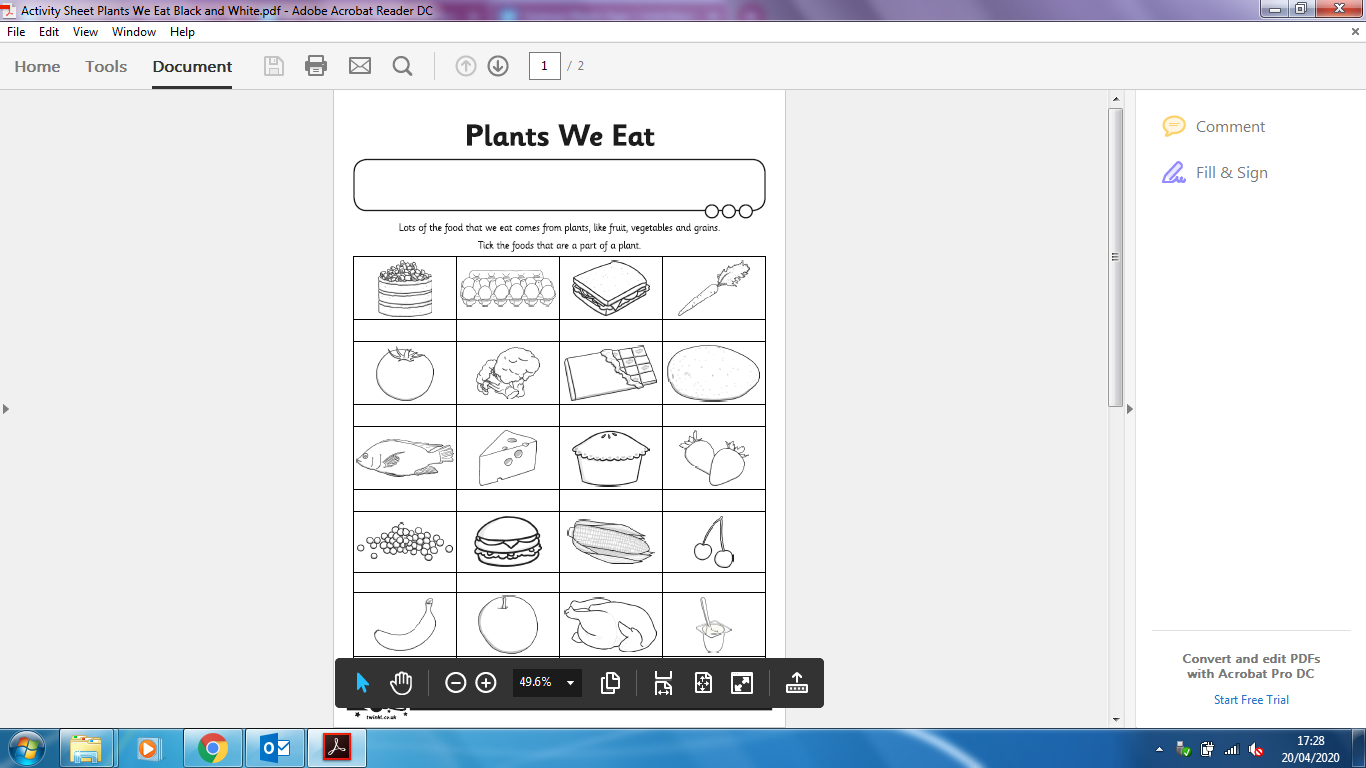 Activity Sheet Plants We Eat Black and White.pdf - Adobe Acrobat Reader DC
File Edit View Window Help
Home Tools Document 1 / 2
Plants We Eat
Lots of the food that we eat comes from plants, like fruit, vegetables and grains.
Tick the foods that are a part of a plant.
Comment
Fill & Sign
49.6%
Convert and edit PDFs
with Acrobat Pro DC
Start Free Trial
twinkl.co.uk
17:28
20/04/2020